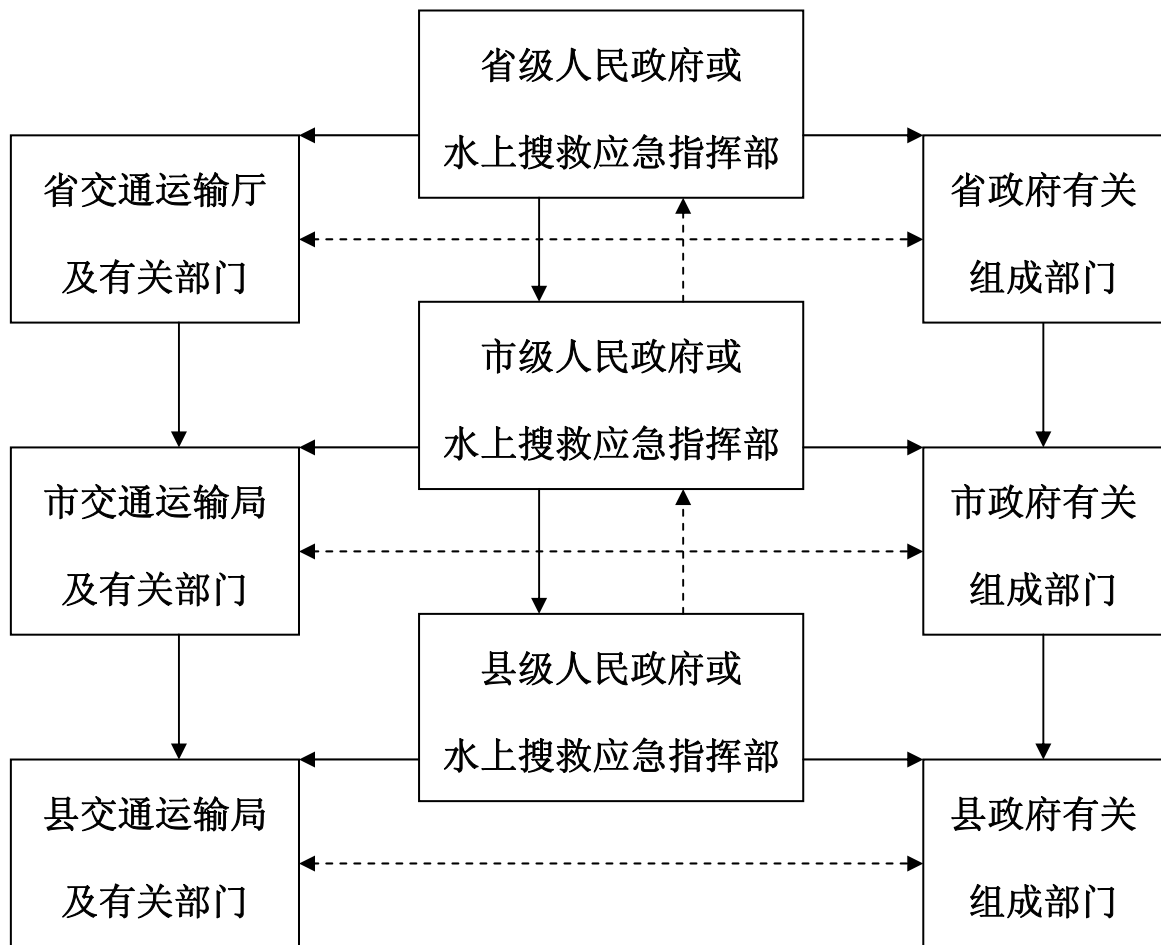 省级人民政府或
水上搜救应急指挥部
省交通运输厅
及有关部门
省政府有关
组成部门
市级人民政府或
水上搜救应急指挥部
市交通运输局
及有关部门
市政府有关
组成部门
县级人民政府或
水上搜救应急指挥部
县交通运输局
及有关部门
县政府有关
组成部门